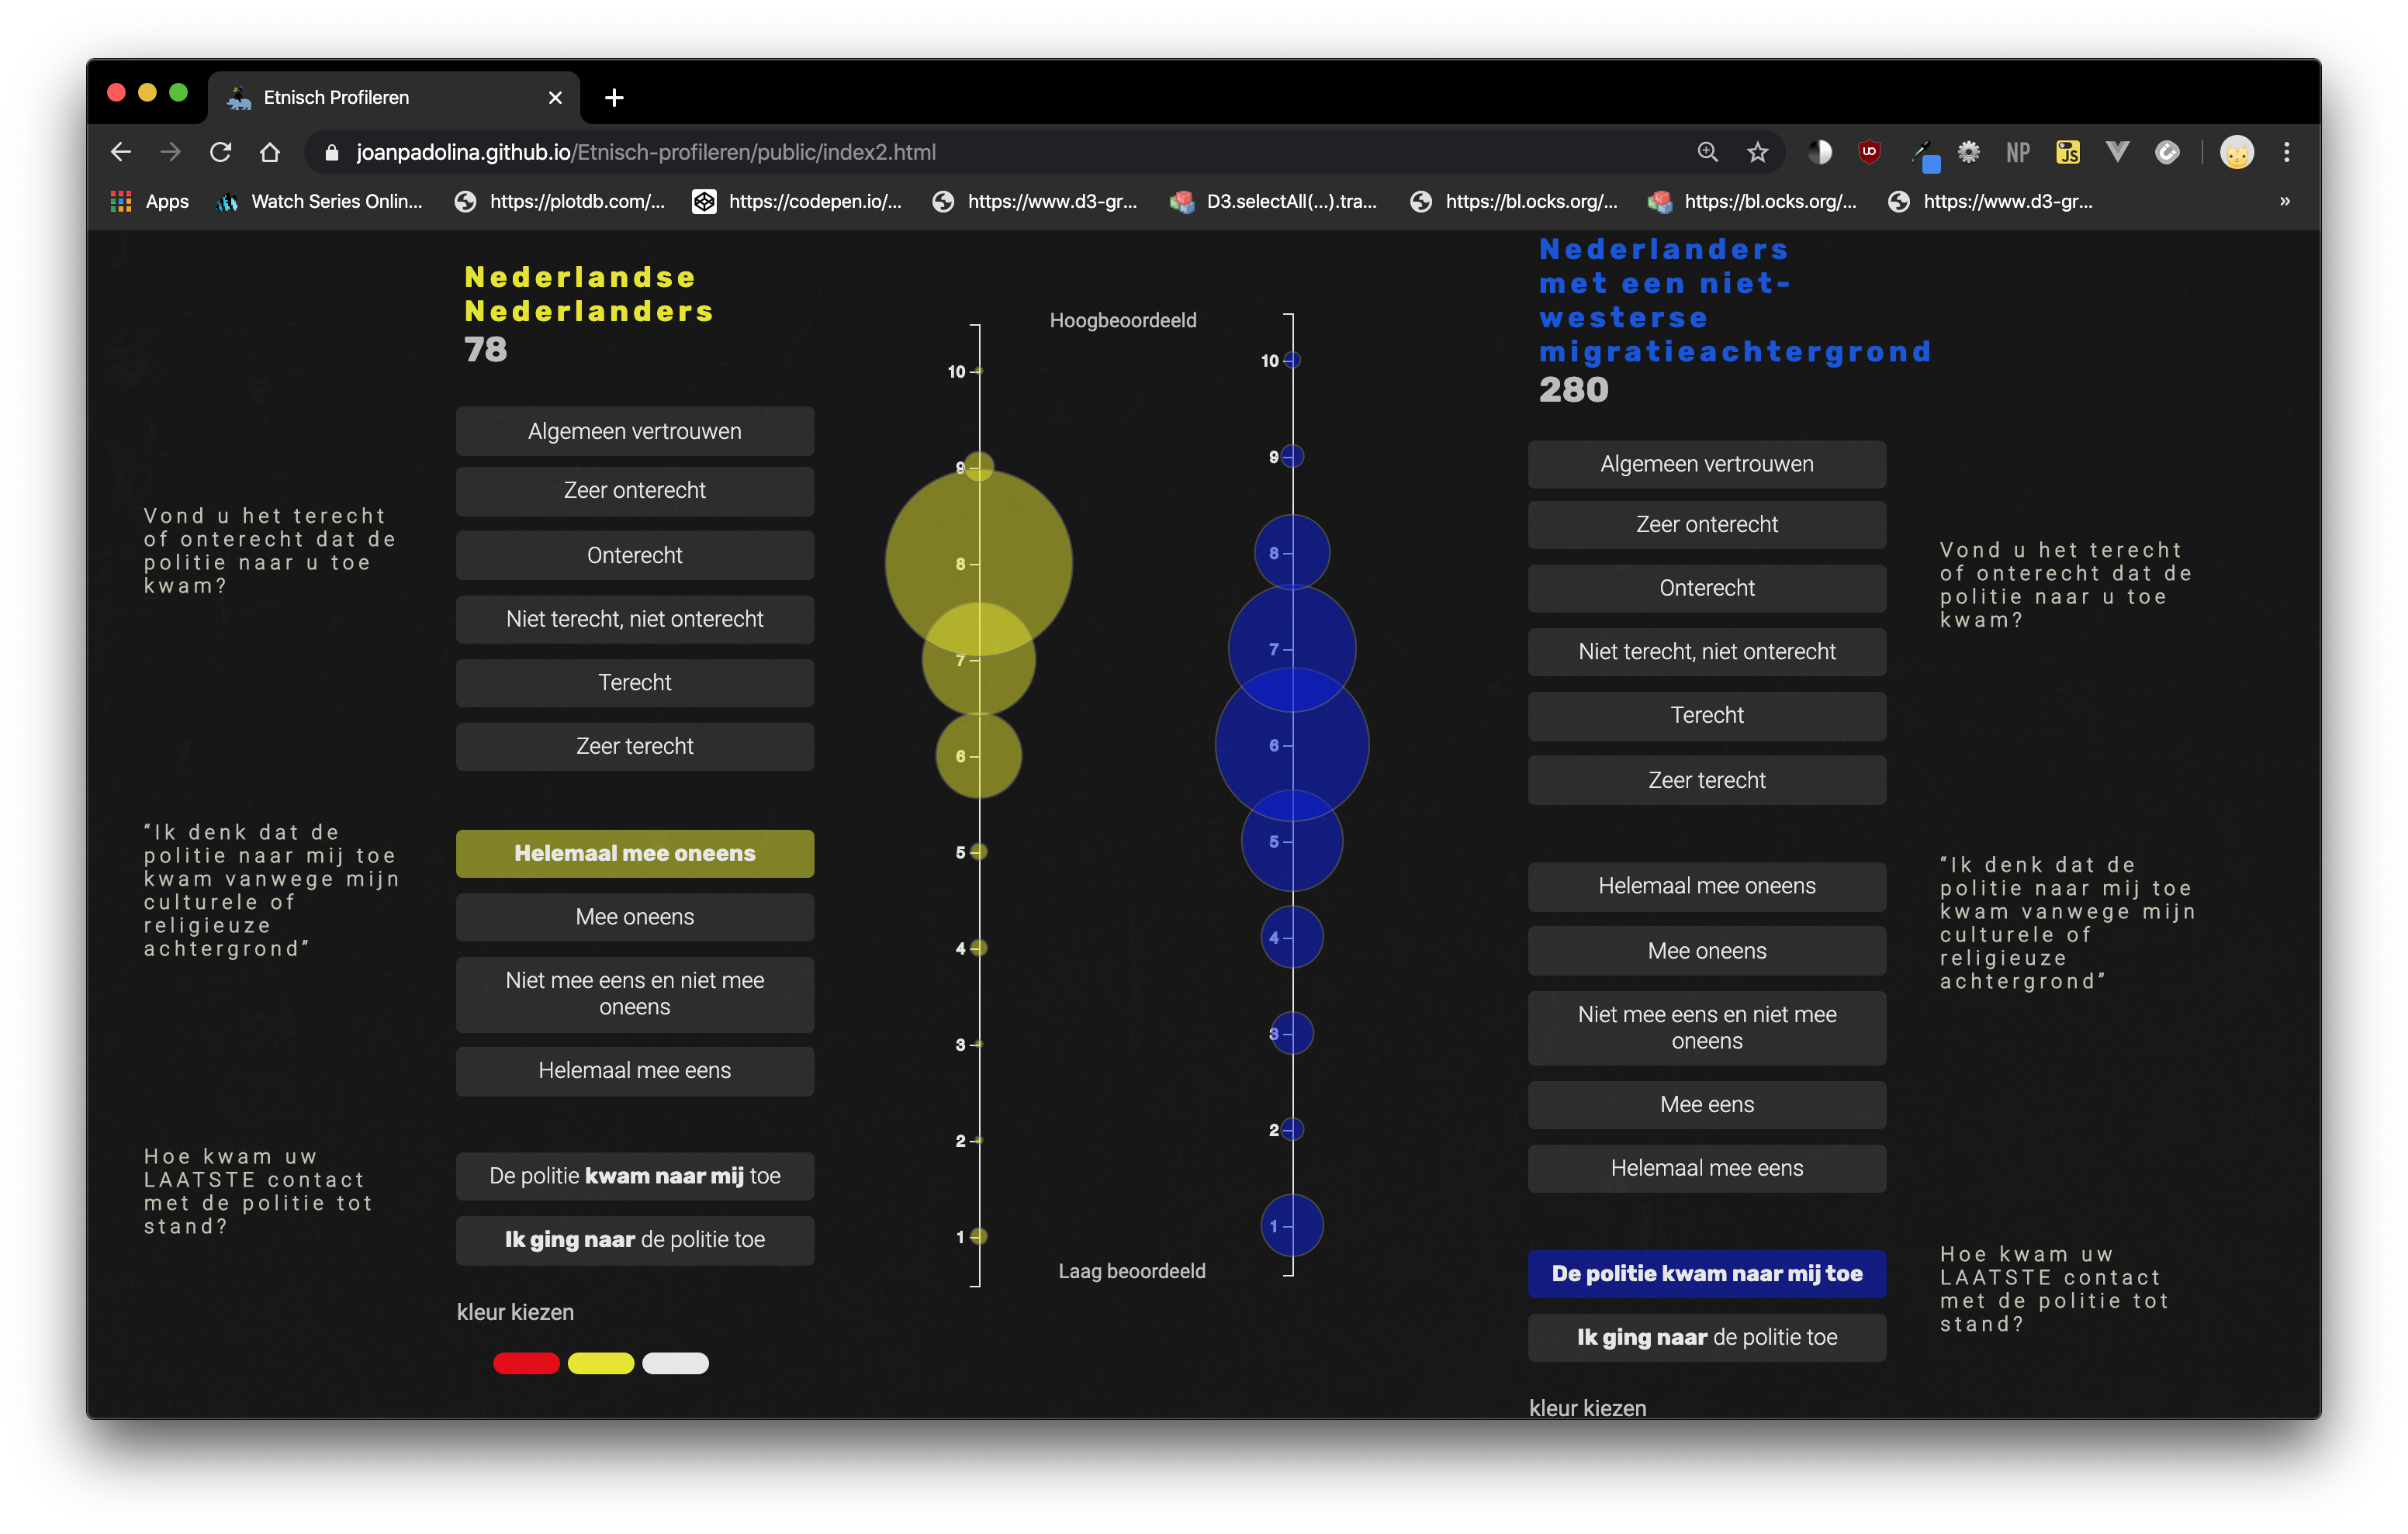 Etnisch Profileren
joanpadolina.github.io/Etnisch-profileren/public/index2.html
NP
JS
Apps
Watch Series Onlin...
https://plotdb.com/...
https://codepen.io/...
https://www.d3-gr...
D3.selectAll(...).tra...
https://bl.ocks.org/...
https://bl.ocks.org/...
https://www.d3-gr...
»
Nederlandse
Nederlanders
78
Vond u het terecht
of onterecht dat de
politie naar u toe
kwam?
Algemeen vertrouwen
Zeer onterecht
Onterecht
Niet terecht, niet onterecht
Terecht
Zeer terecht
"Ik denk dat de
politie naar mij toe
kwam vanwege mijn
culturele of
religieuze
achtergrond"
Helemaal mee oneens
Mee oneens
Niet mee eens en niet mee
oneens
Helemaal mee eens
Hoe kwam uw
LAATSTE contact
met de politie tot
stand?
De politie kwam naar mij toe
Ik ging naar de politie toe
kleur kiezen
Hoogbeoordeeld
10
9
8
7
6
5
4
3
2
1
10
9
8
7
6
5
4
3
2
1
Laag beoordeeld
Nederlanders
met een niet-
westerse
migratieachtergrond
280
Algemeen vertrouwen
Zeer onterecht
Onterecht
Niet terecht, niet onterecht
Terecht
Zeer terecht
Vond u het terecht
of onterecht dat de
politie naar u toe
kwam?
Helemaal mee oneens
Mee oneens
Niet mee eens en niet mee
oneens
Mee eens
Helemaal mee eens
"Ik denk dat de
politie naar mij toe
kwam vanwege mijn
culturele of
religieuze
achtergrond"
De politie kwam naar mij toe
Ik ging naar de politie toe
Hoe kwam uw
LAATSTE contact
met de politie tot
stand?
kleur kiezen